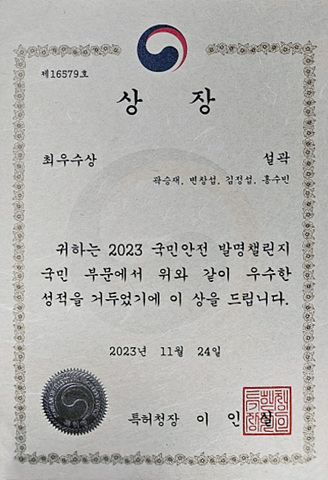 제16579호
상 장
최우수상 설곽
곽승재, 변창섭, 김정섭, 홍수빈
귀하는 2023 국민안전 발명챌린지
국민 부문에서 위와 같이 우수한
성적을 거두었기에 이 상을 드립니다.
2023년 11월 24일
특허청장 이 인 실